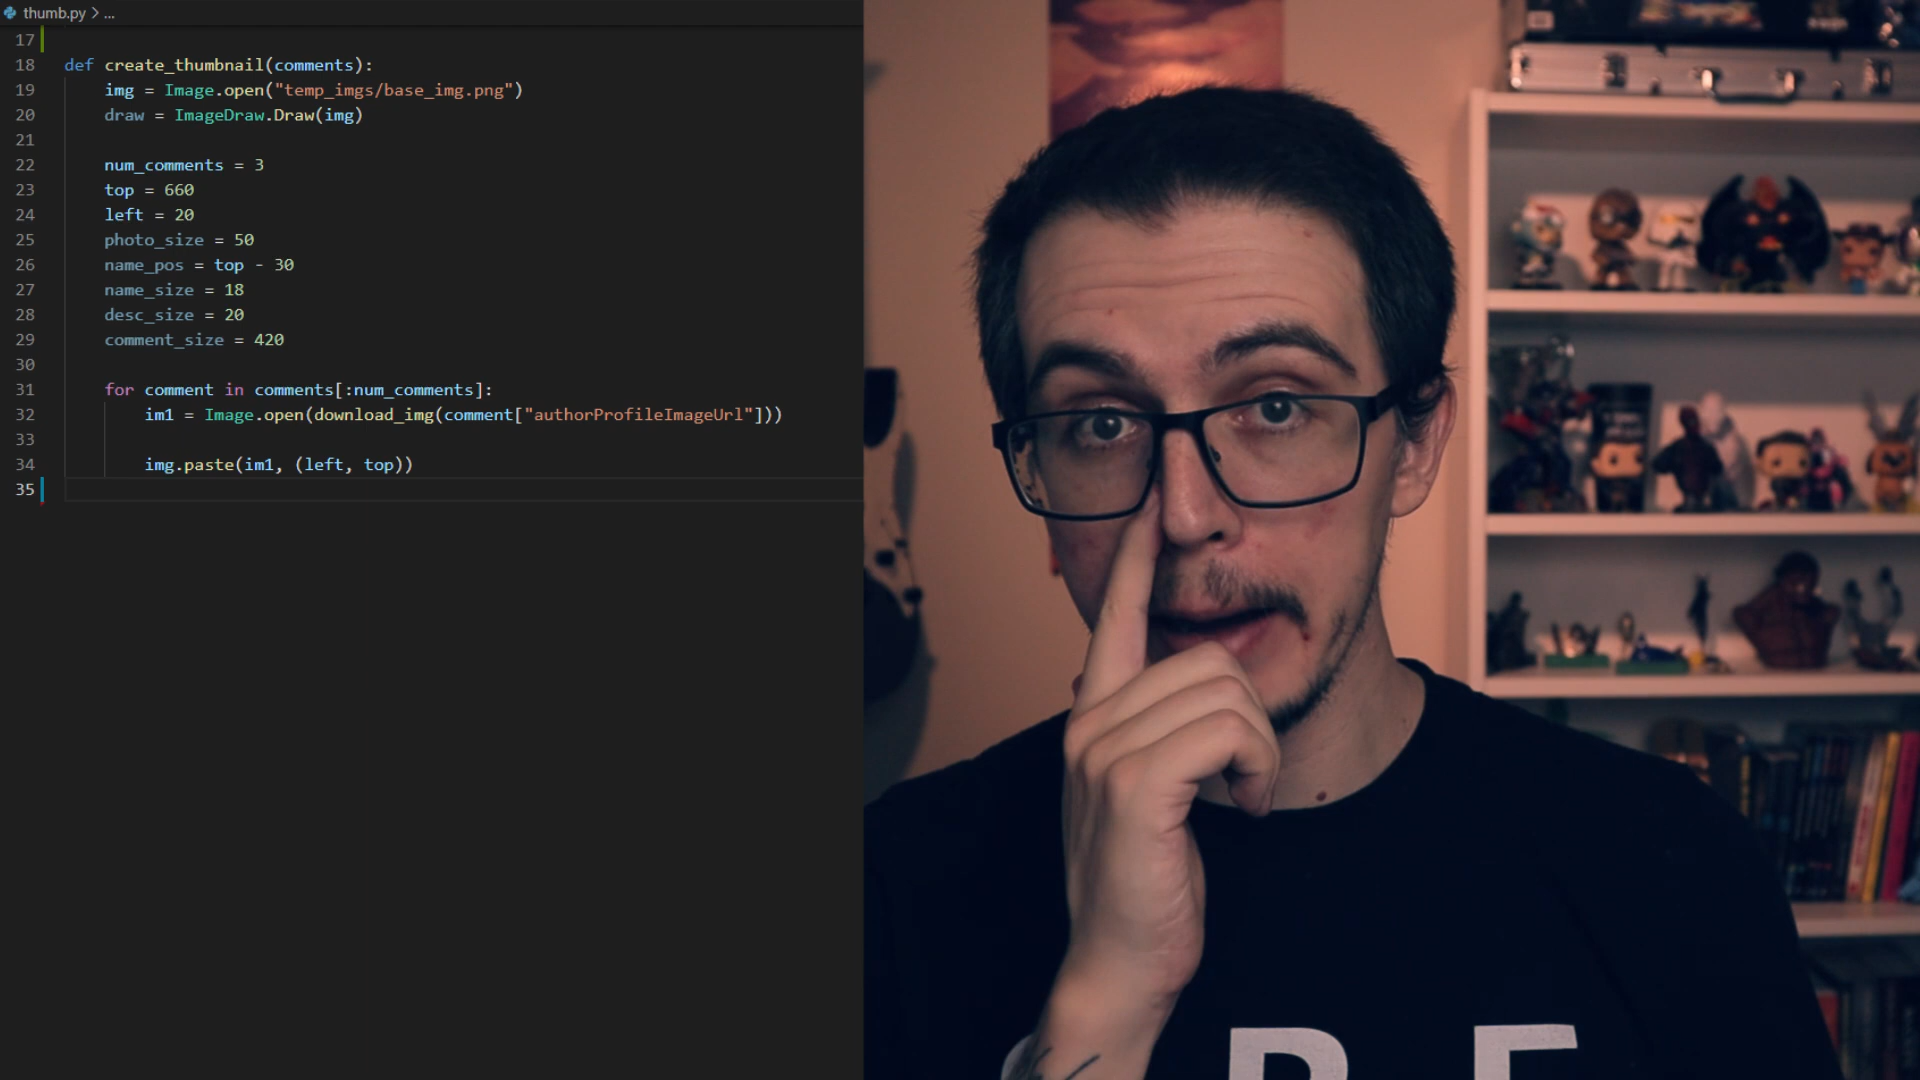 thumb.py > ...
17
18 def create_thumbnail(comments):
19 img = Image.open("temp_imgs/base_img.png")
20 draw = ImageDraw.Draw(img)
21
22 num_comments = 3
23 top = 660
24 left = 20
25 photo_size = 50
26 name_pos = top - 30
27 name_size = 18
28 desc_size = 20
29 comment_size = 420
30
31 for comment in comments[:num_comments]:
32 im1 = Image.open(download_img(comment["authorProfileImageUrl"]))
33
34 img.paste(im1, (left, top))
35